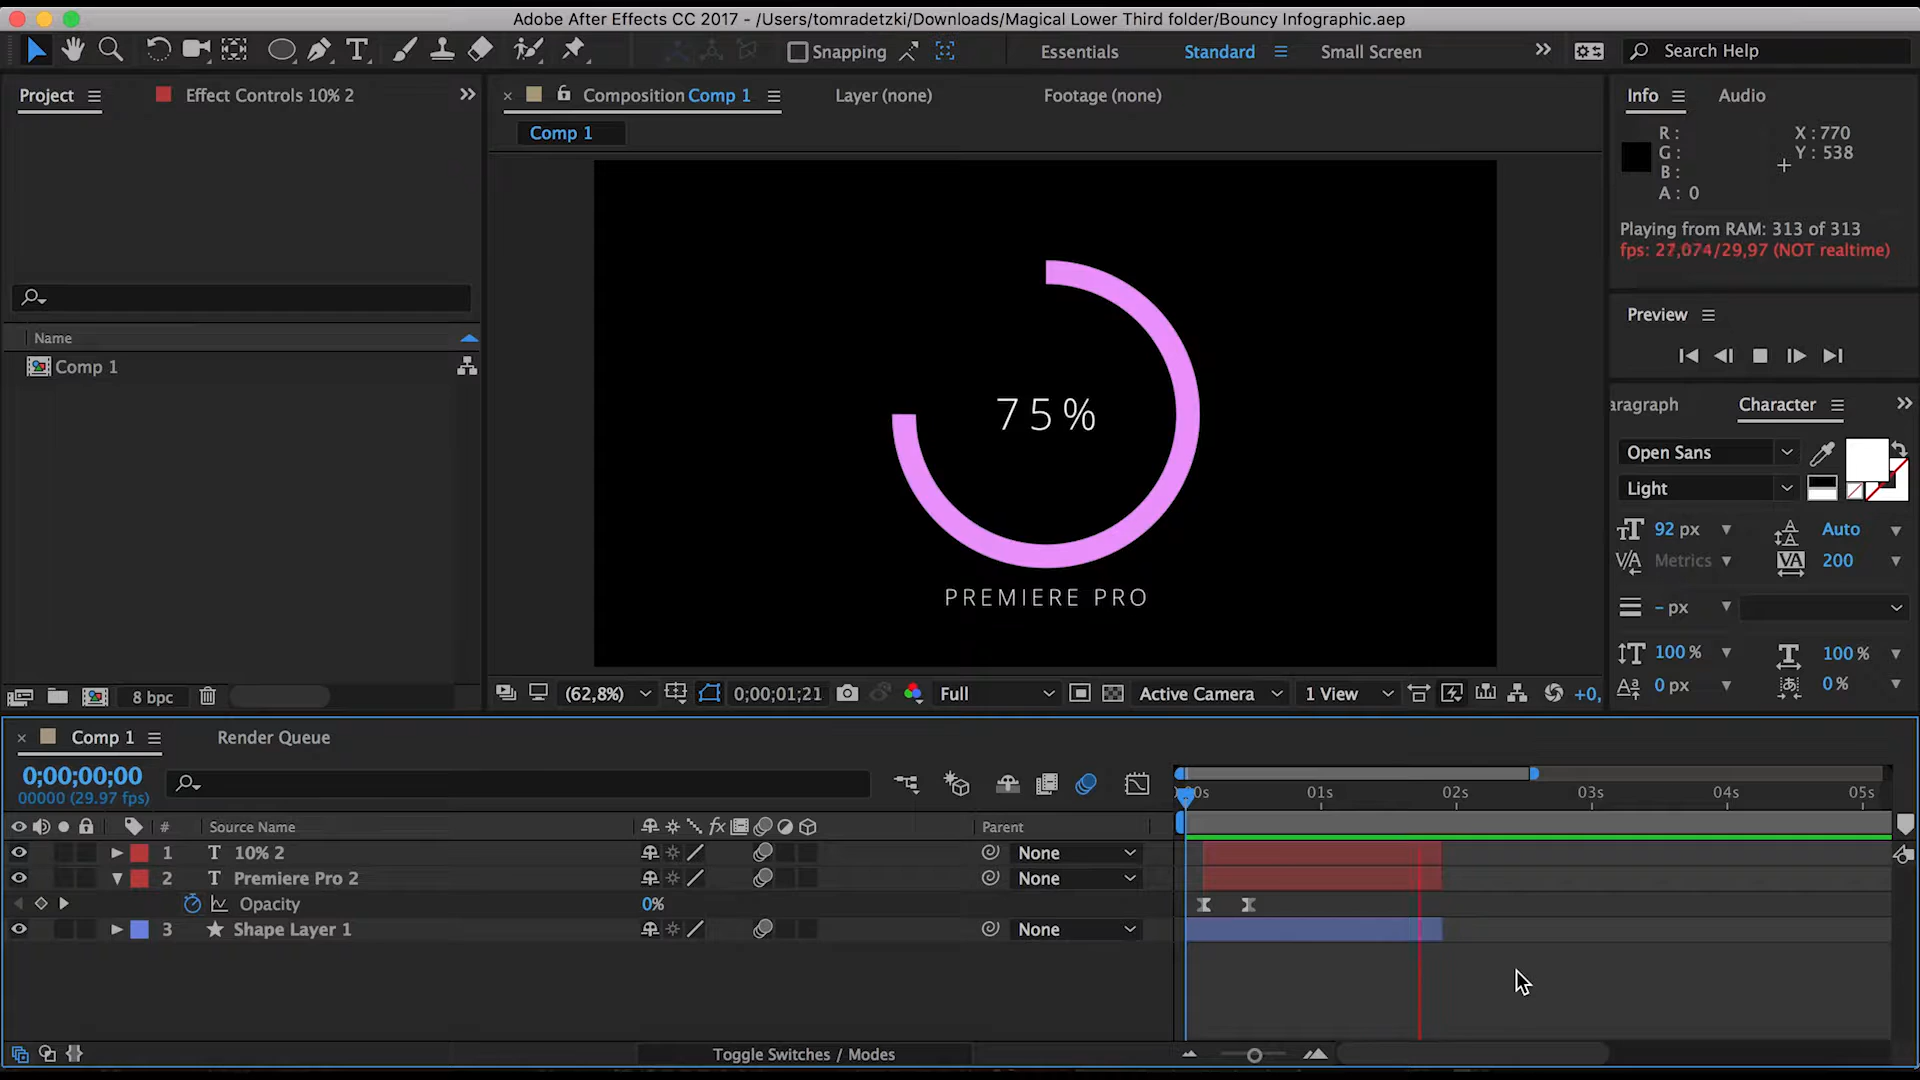 Adobe After Effects CC 2017 - /Users/tomradetzki/Downloads/Magical Lower Third folder/Bouncy Infographic.aep
Snapping
Essentials
Standard
Small Screen
Search Help
Project
Effect Controls 10% 2
Composition Comp 1
Layer (none)
Footage (none)
Info
Audio
Comp 1
R :
G :
B :
A : 0
X : 770
Y : 538
Playing from RAM: 313 of 313
fps: 27,074/29,97 (NOT realtime)
Preview
Name
Comp 1
75%
PREMIERE PRO
aragraph
Character
Open Sans
Light
92 px
Auto
Metrics
200
- px
100 %
100 %
0 px
0 %
8 bpc
(62,8%)
0;00;01;21
Full
Active Camera
1 View
+0,
Comp 1
Render Queue
0;00;00;00
00000 (29.97 fps)
00s
01s
02s
03s
04s
05s
#
Source Name
fx
Parent
1
T
10% 2
None
2
T
Premiere Pro 2
None
Opacity
0%
3
Shape Layer 1
None
Toggle Switches / Modes